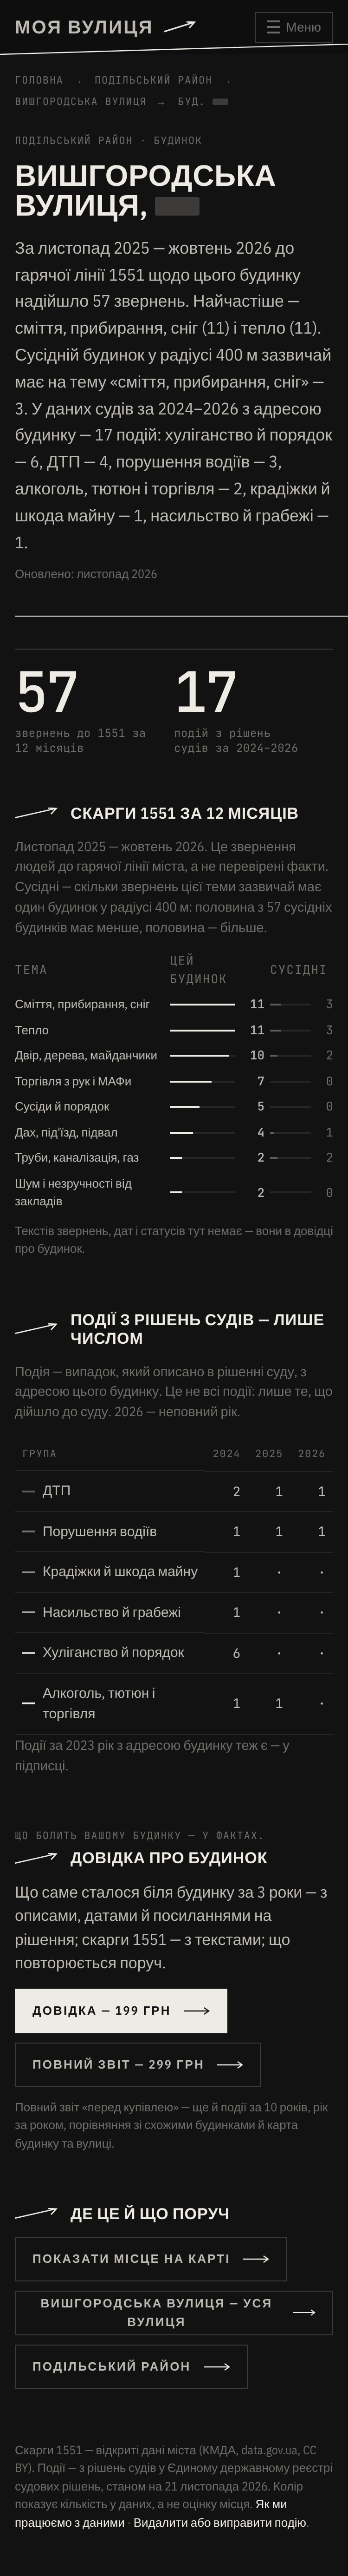 МОЯ ВУЛИЦЯ
☰ Меню
ГОЛОВНА → ПОДІЛЬСЬКИЙ РАЙОН →
ВИШГОРОДСЬКА ВУЛИЦЯ → БУД.
ПОДІЛЬСЬКИЙ РАЙОН · БУДИНОК
ВИШГОРОДСЬКА
ВУЛИЦЯ,
За листопад 2025 — жовтень 2026 до
гарячої лінії 1551 щодо цього будинку
надійшло 57 звернень. Найчастіше —
сміття, прибирання, сніг (11) і тепло (11).
Сусідній будинок у радіусі 400 м зазвичай
має на тему «сміття, прибирання, сніг» —
3. У даних судів за 2024–2026 з адресою
будинку — 17 подій: хуліганство й порядок
— 6, ДТП — 4, порушення водіїв — 3,
алкоголь, тютюн і торгівля — 2, крадіжки й
шкода майну — 1, насильство й грабежі —
1.
Оновлено: листопад 2026
57 17
звернень до 1551 за подій з рішень
12 місяців судів за 2024–2026
СКАРГИ 1551 ЗА 12 МІСЯЦІВ
Листопад 2025 — жовтень 2026. Це звернення
людей до гарячої лінії міста, а не перевірені факти.
Сусідні — скільки звернень цієї теми зазвичай має
один будинок у радіусі 400 м: половина з 57 сусідніх
будинків має менше, половина — більше.
ТЕМА ЦЕЙ БУДИНОК СУСІДНІ
Сміття, прибирання, сніг 11 3
Тепло 11 3
Двір, дерева, майданчики 10 2
Торгівля з рук і МАФи 7 0
Сусіди й порядок 5 0
Дах, під'їзд, підвал 4 1
Труби, каналізація, газ 2 2
Шум і незручності від
закладів 2 0
Текстів звернень, дат і статусів тут немає — вони в довідці
про будинок.
ПОДІЇ З РІШЕНЬ СУДІВ — ЛИШЕ
ЧИСЛОМ
Подія — випадок, який описано в рішенні суду, з
адресою цього будинку. Це не всі події: лише те, що
дійшло до суду. 2026 — неповний рік.
ГРУПА 2024 2025 2026
ДТП 2 1 1
Порушення водіїв 1 1 1
Крадіжки й шкода майну 1 · ·
Насильство й грабежі 1 · ·
Хуліганство й порядок 6 · ·
Алкоголь, тютюн і
торгівля 1 1 ·
Події за 2023 рік з адресою будинку теж є — у
підписці.
ЩО БОЛИТЬ ВАШОМУ БУДИНКУ — У ФАКТАХ.
ДОВІДКА ПРО БУДИНОК
Що саме сталося біля будинку за 3 роки — з
описами, датами й посиланнями на
рішення; скарги 1551 — з текстами; що
повторюється поруч.
ДОВІДКА — 199 ГРН →
ПОВНИЙ ЗВІТ — 299 ГРН →
Повний звіт «перед купівлею» — ще й події за 10 років, рік
за роком, порівняння зі схожими будинками й карта
будинку та вулиці.
ДЕ ЦЕ Й ЩО ПОРУЧ
ПОКАЗАТИ МІСЦЕ НА КАРТІ →
ВИШГОРОДСЬКА ВУЛИЦЯ — УСЯ
ВУЛИЦЯ →
ПОДІЛЬСЬКИЙ РАЙОН →
Скарги 1551 — відкриті дані міста (КМДА, data.gov.ua, CC
BY). Події — з рішень судів у Єдиному державному реєстрі
судових рішень, станом на 21 листопада 2026. Колір
показує кількість у даних, а не оцінку місця. Як ми
працюємо з даними · Видалити або виправити подію.